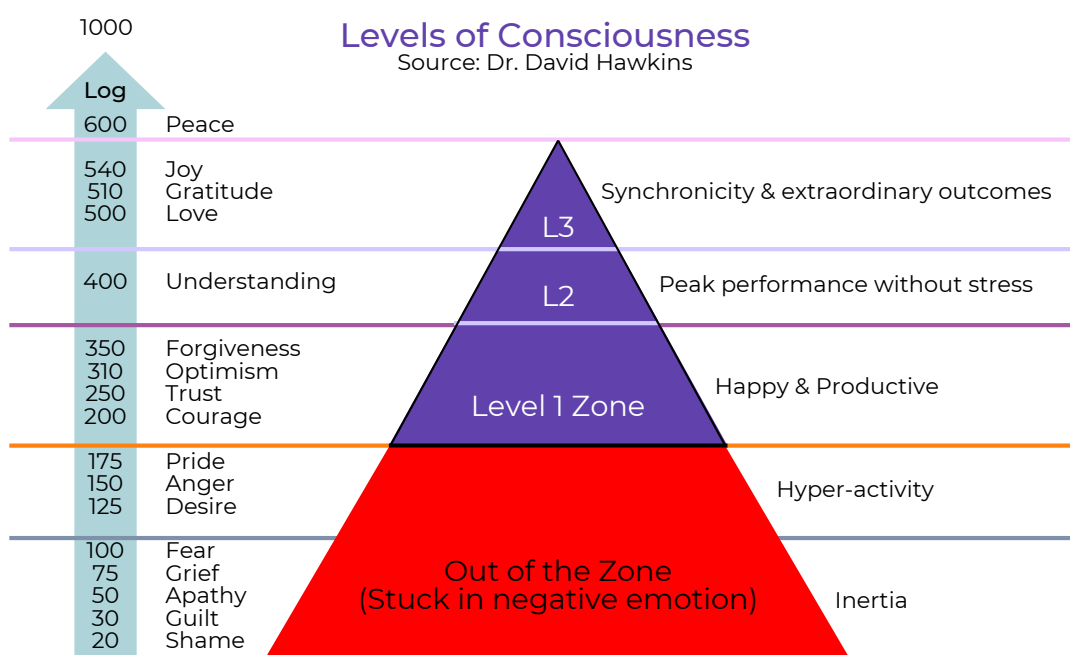 1000
Levels of Consciousness
Source: Dr. David Hawkins
Log
600 Peace
540 Joy
510 Gratitude
500 Love
Synchronicity & extraordinary outcomes
L3
400 Understanding
L2
Peak performance without stress
350 Forgiveness
310 Optimism
250 Trust
200 Courage
Level 1 Zone
Happy & Productive
175 Pride
150 Anger
125 Desire
Hyper-activity
100 Fear
75 Grief
50 Apathy
30 Guilt
20 Shame
Out of the Zone
(Stuck in negative emotion)
Inertia